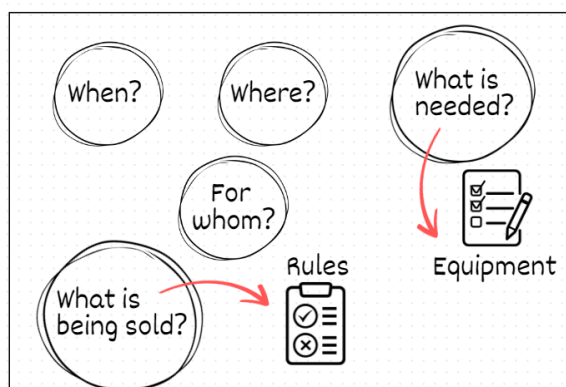 When?
Where?
What is
needed?
For
whom?
Equipment
Rules
What is
being sold?